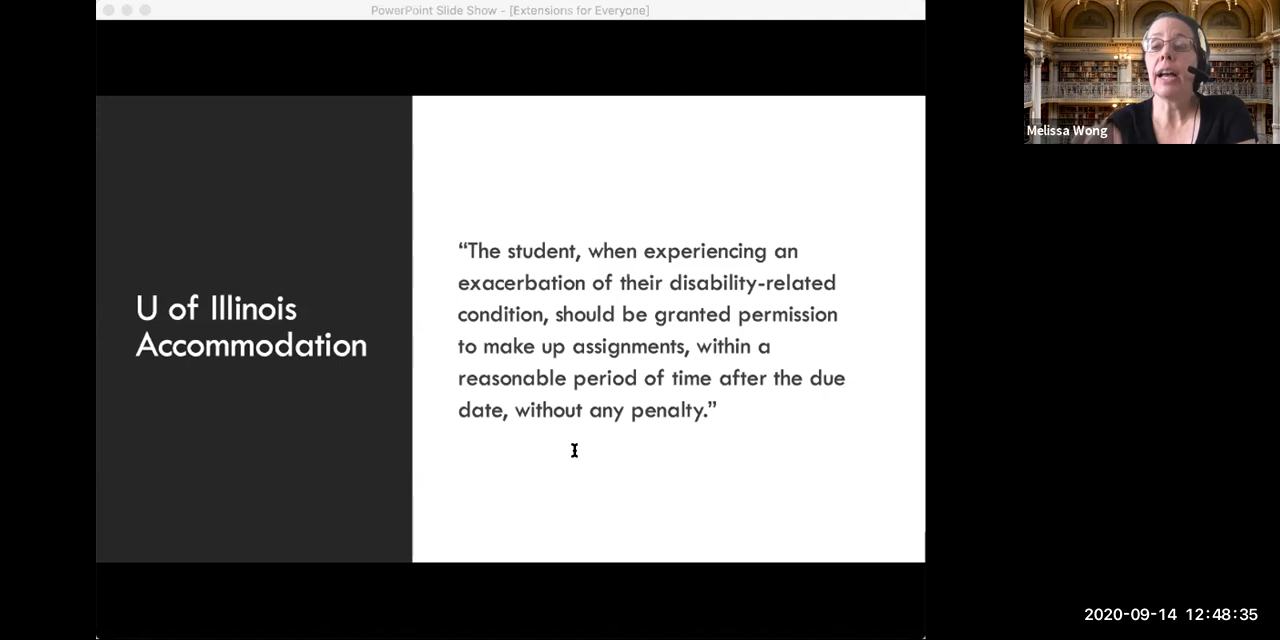 PowerPoint Slide Show - [Extensions for Everyone]
U of Illinois
Accommodation
“The student, when experiencing an
exacerbation of their disability-related
condition, should be granted permission
to make up assignments, within a
reasonable period of time after the due
date, without any penalty.”
Melissa Wong
2020-09-14 12:48:35